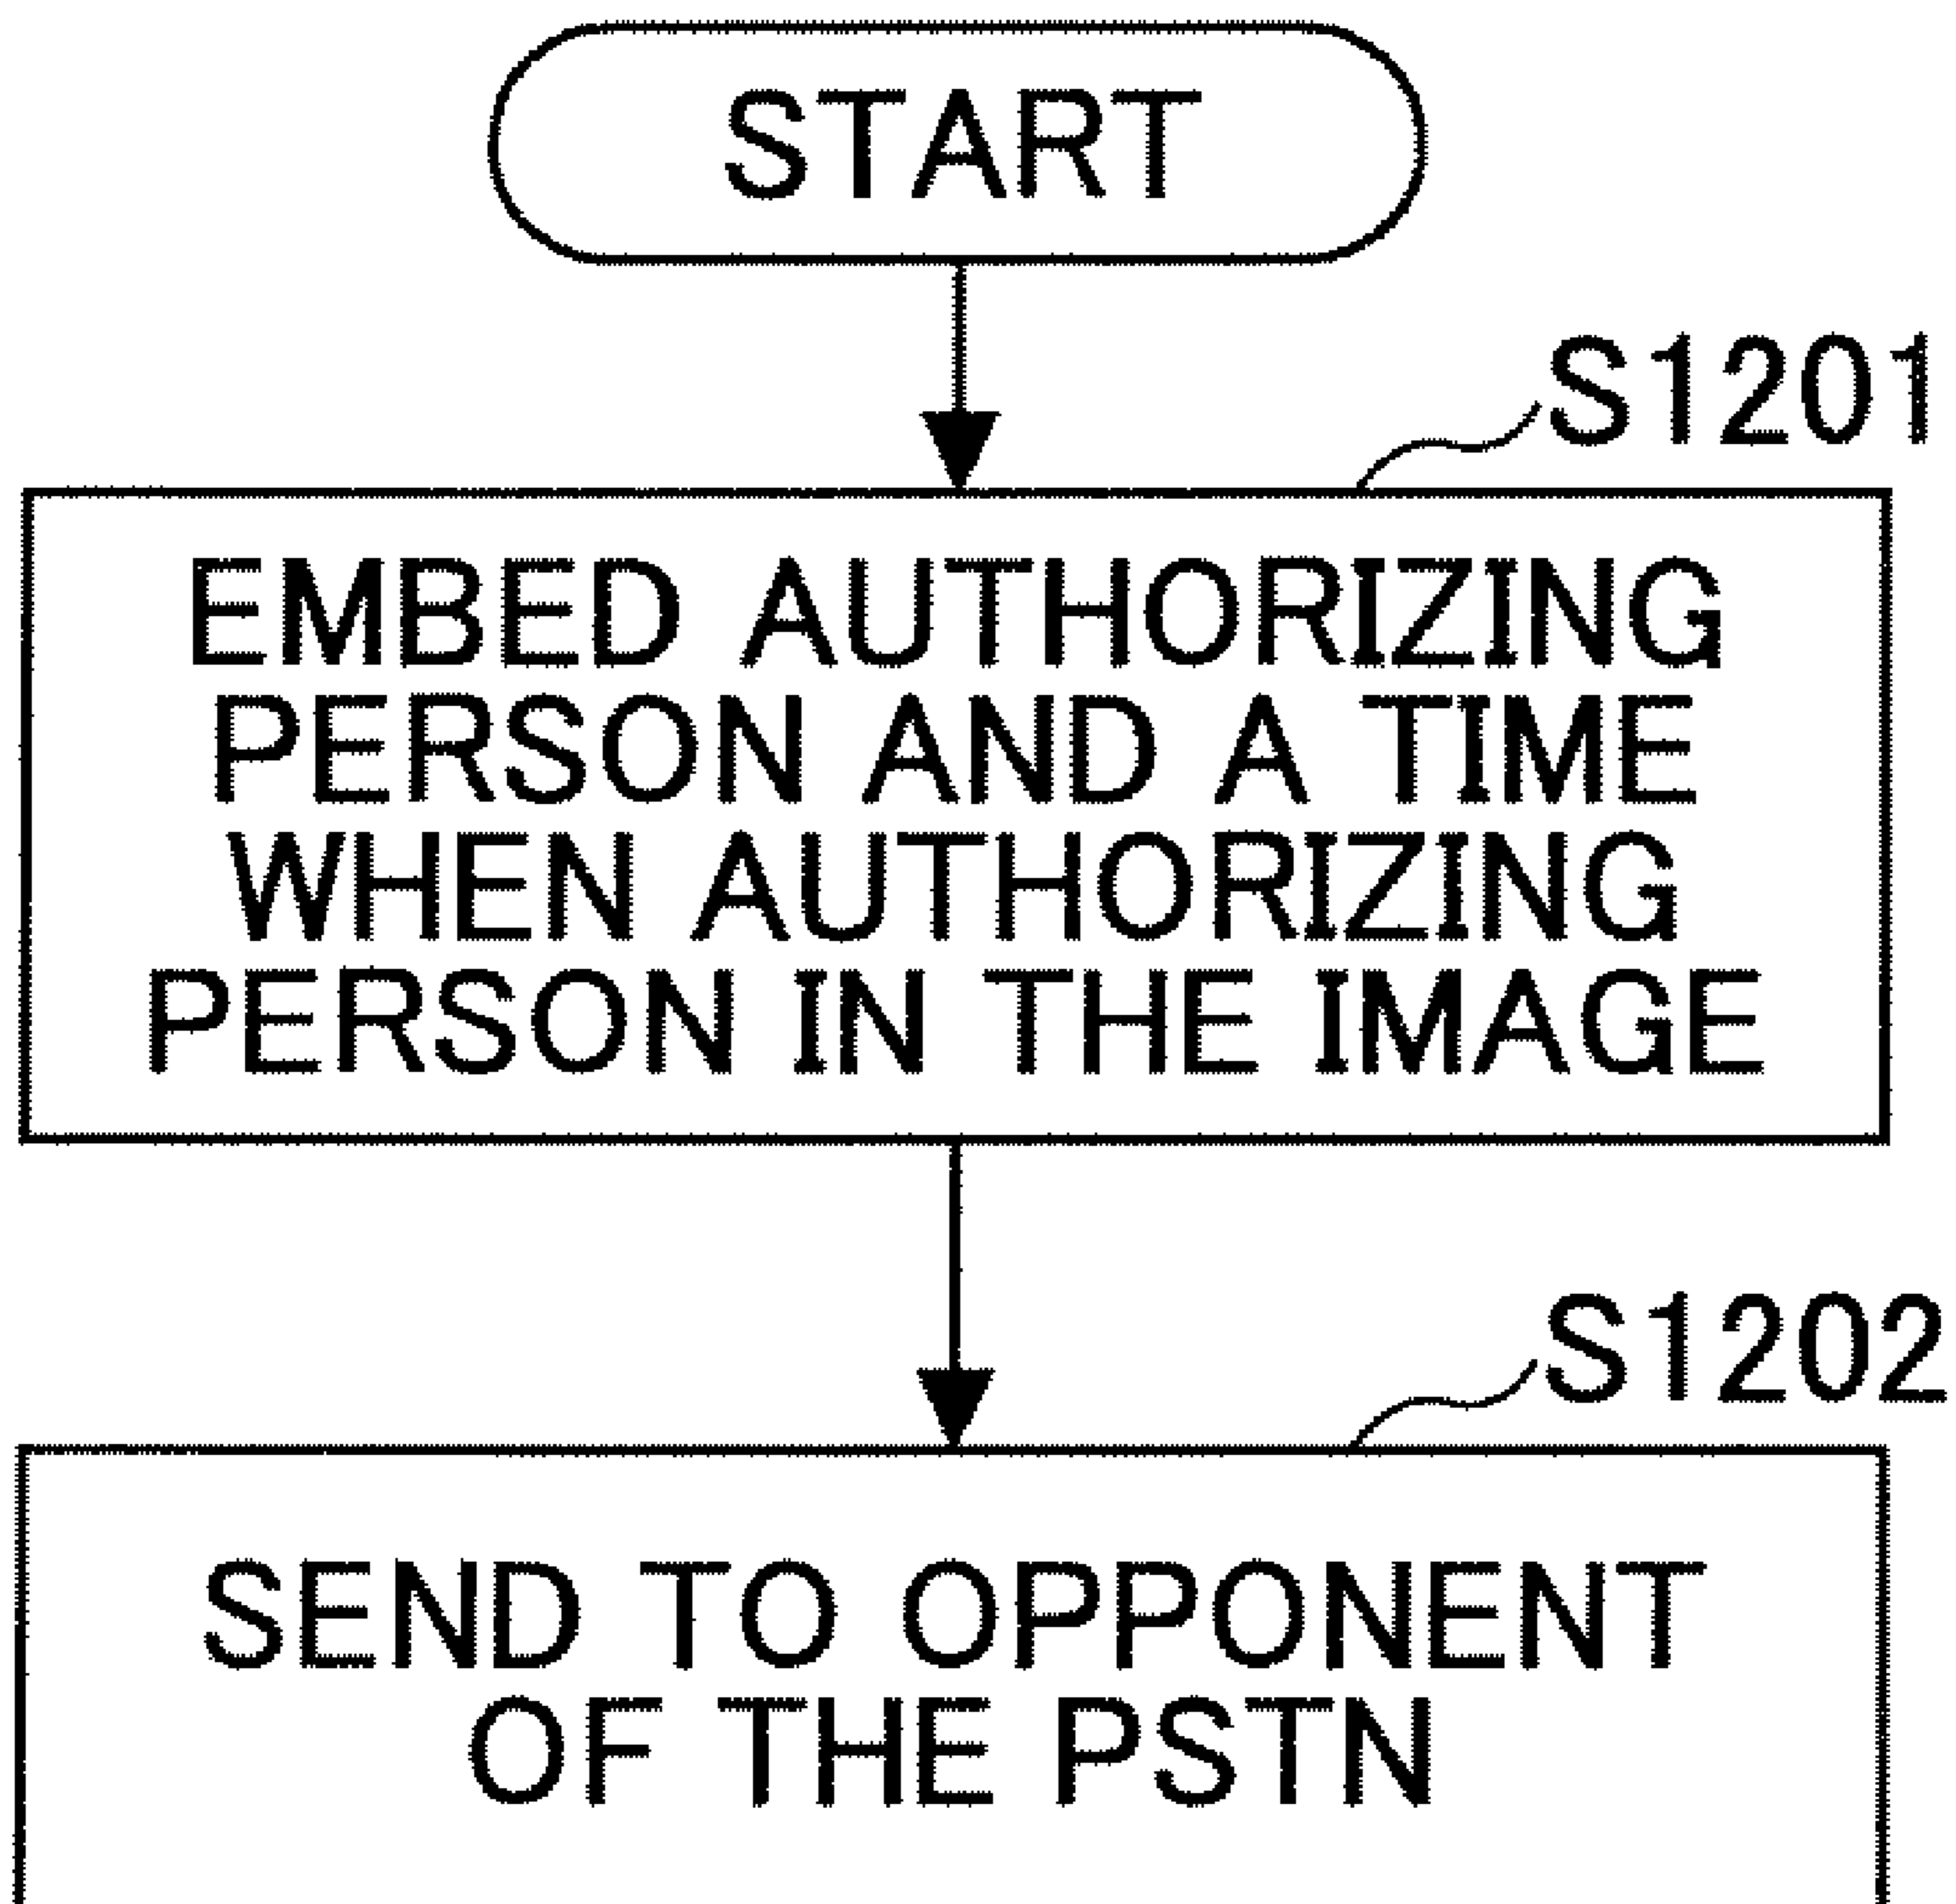 START
S1201
EMBED AUTHORIZING
PERSON AND A TIME
WHEN AUTHORIZING
PERSON IN THE IMAGE
S1202
SEND TO OPPONENT
OF THE PSTN